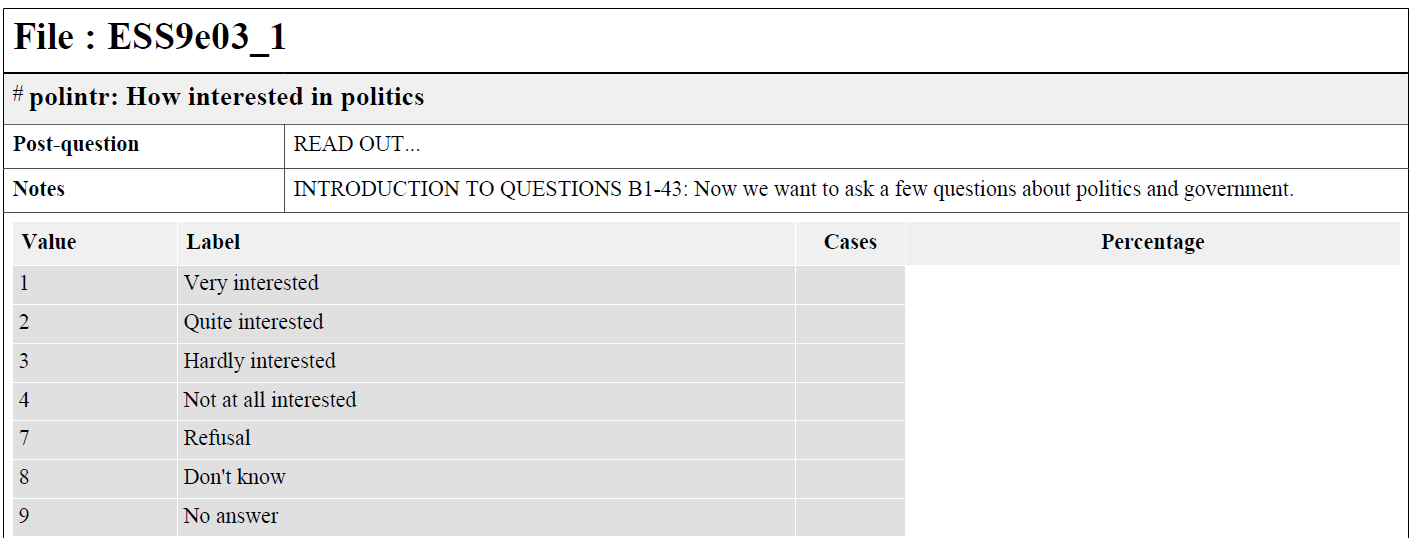 File : ESS9e03_1
# polintr: How interested in politics
Post-question READ OUT...
Notes INTRODUCTION TO QUESTIONS B1-43: Now we want to ask a few questions about politics and government.
Value Label Cases Percentage
1 Very interested
2 Quite interested
3 Hardly interested
4 Not at all interested
7 Refusal
8 Don't know
9 No answer